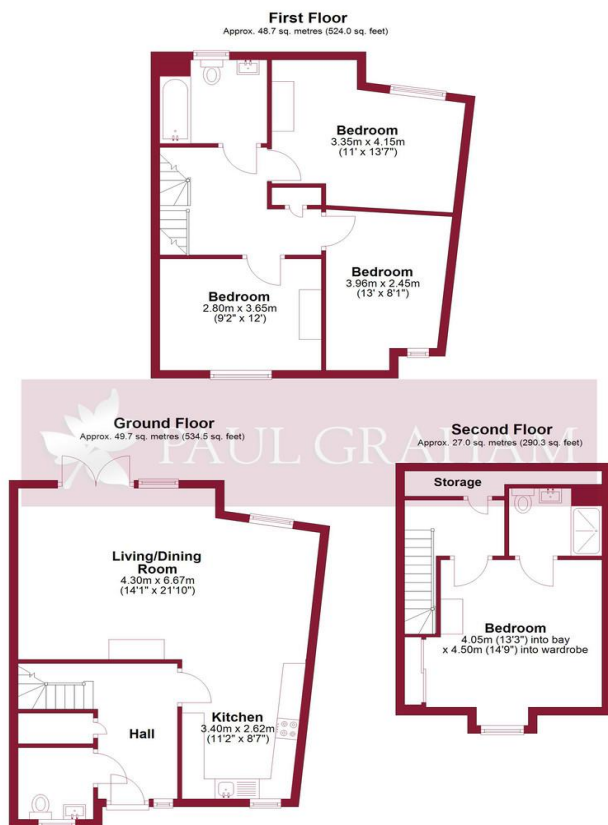 First Floor
Approx. 48.7 sq. metres (524.0 sq. feet)
Bedroom
3.35m x 4.15m
(11' x 13'7")
Bedroom
3.96m x 2.45m
(13' x 8'1")
Bedroom
2.80m x 3.65m
(9'2" x 12')
PAUL GRAHAM
Ground Floor
Approx. 49.7 sq. metres (534.5 sq. feet)
Living/Dining
Room
4.30m x 6.67m
(14'1" x 21'10")
Hall
Kitchen
3.40m x 2.62m
(11'2" x 8'7")
Second Floor
Approx. 27.0 sq. metres (290.3 sq. feet)
Storage
Bedroom
4.05m (13'3") into bay
x 4.50m (14'9") into wardrobe